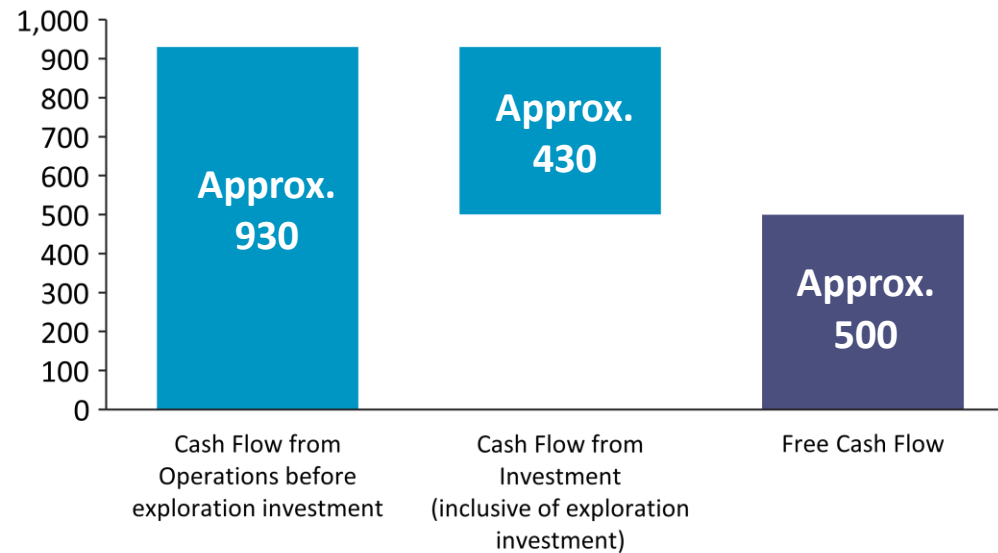 1,000
900
800
700
600
500
400
300
200
100
0
Approx.
930
Approx.
430
Approx.
500
Cash Flow from
Operations before
exploration investment
Cash Flow from
Investment
(inclusive of exploration
investment)
Free Cash Flow